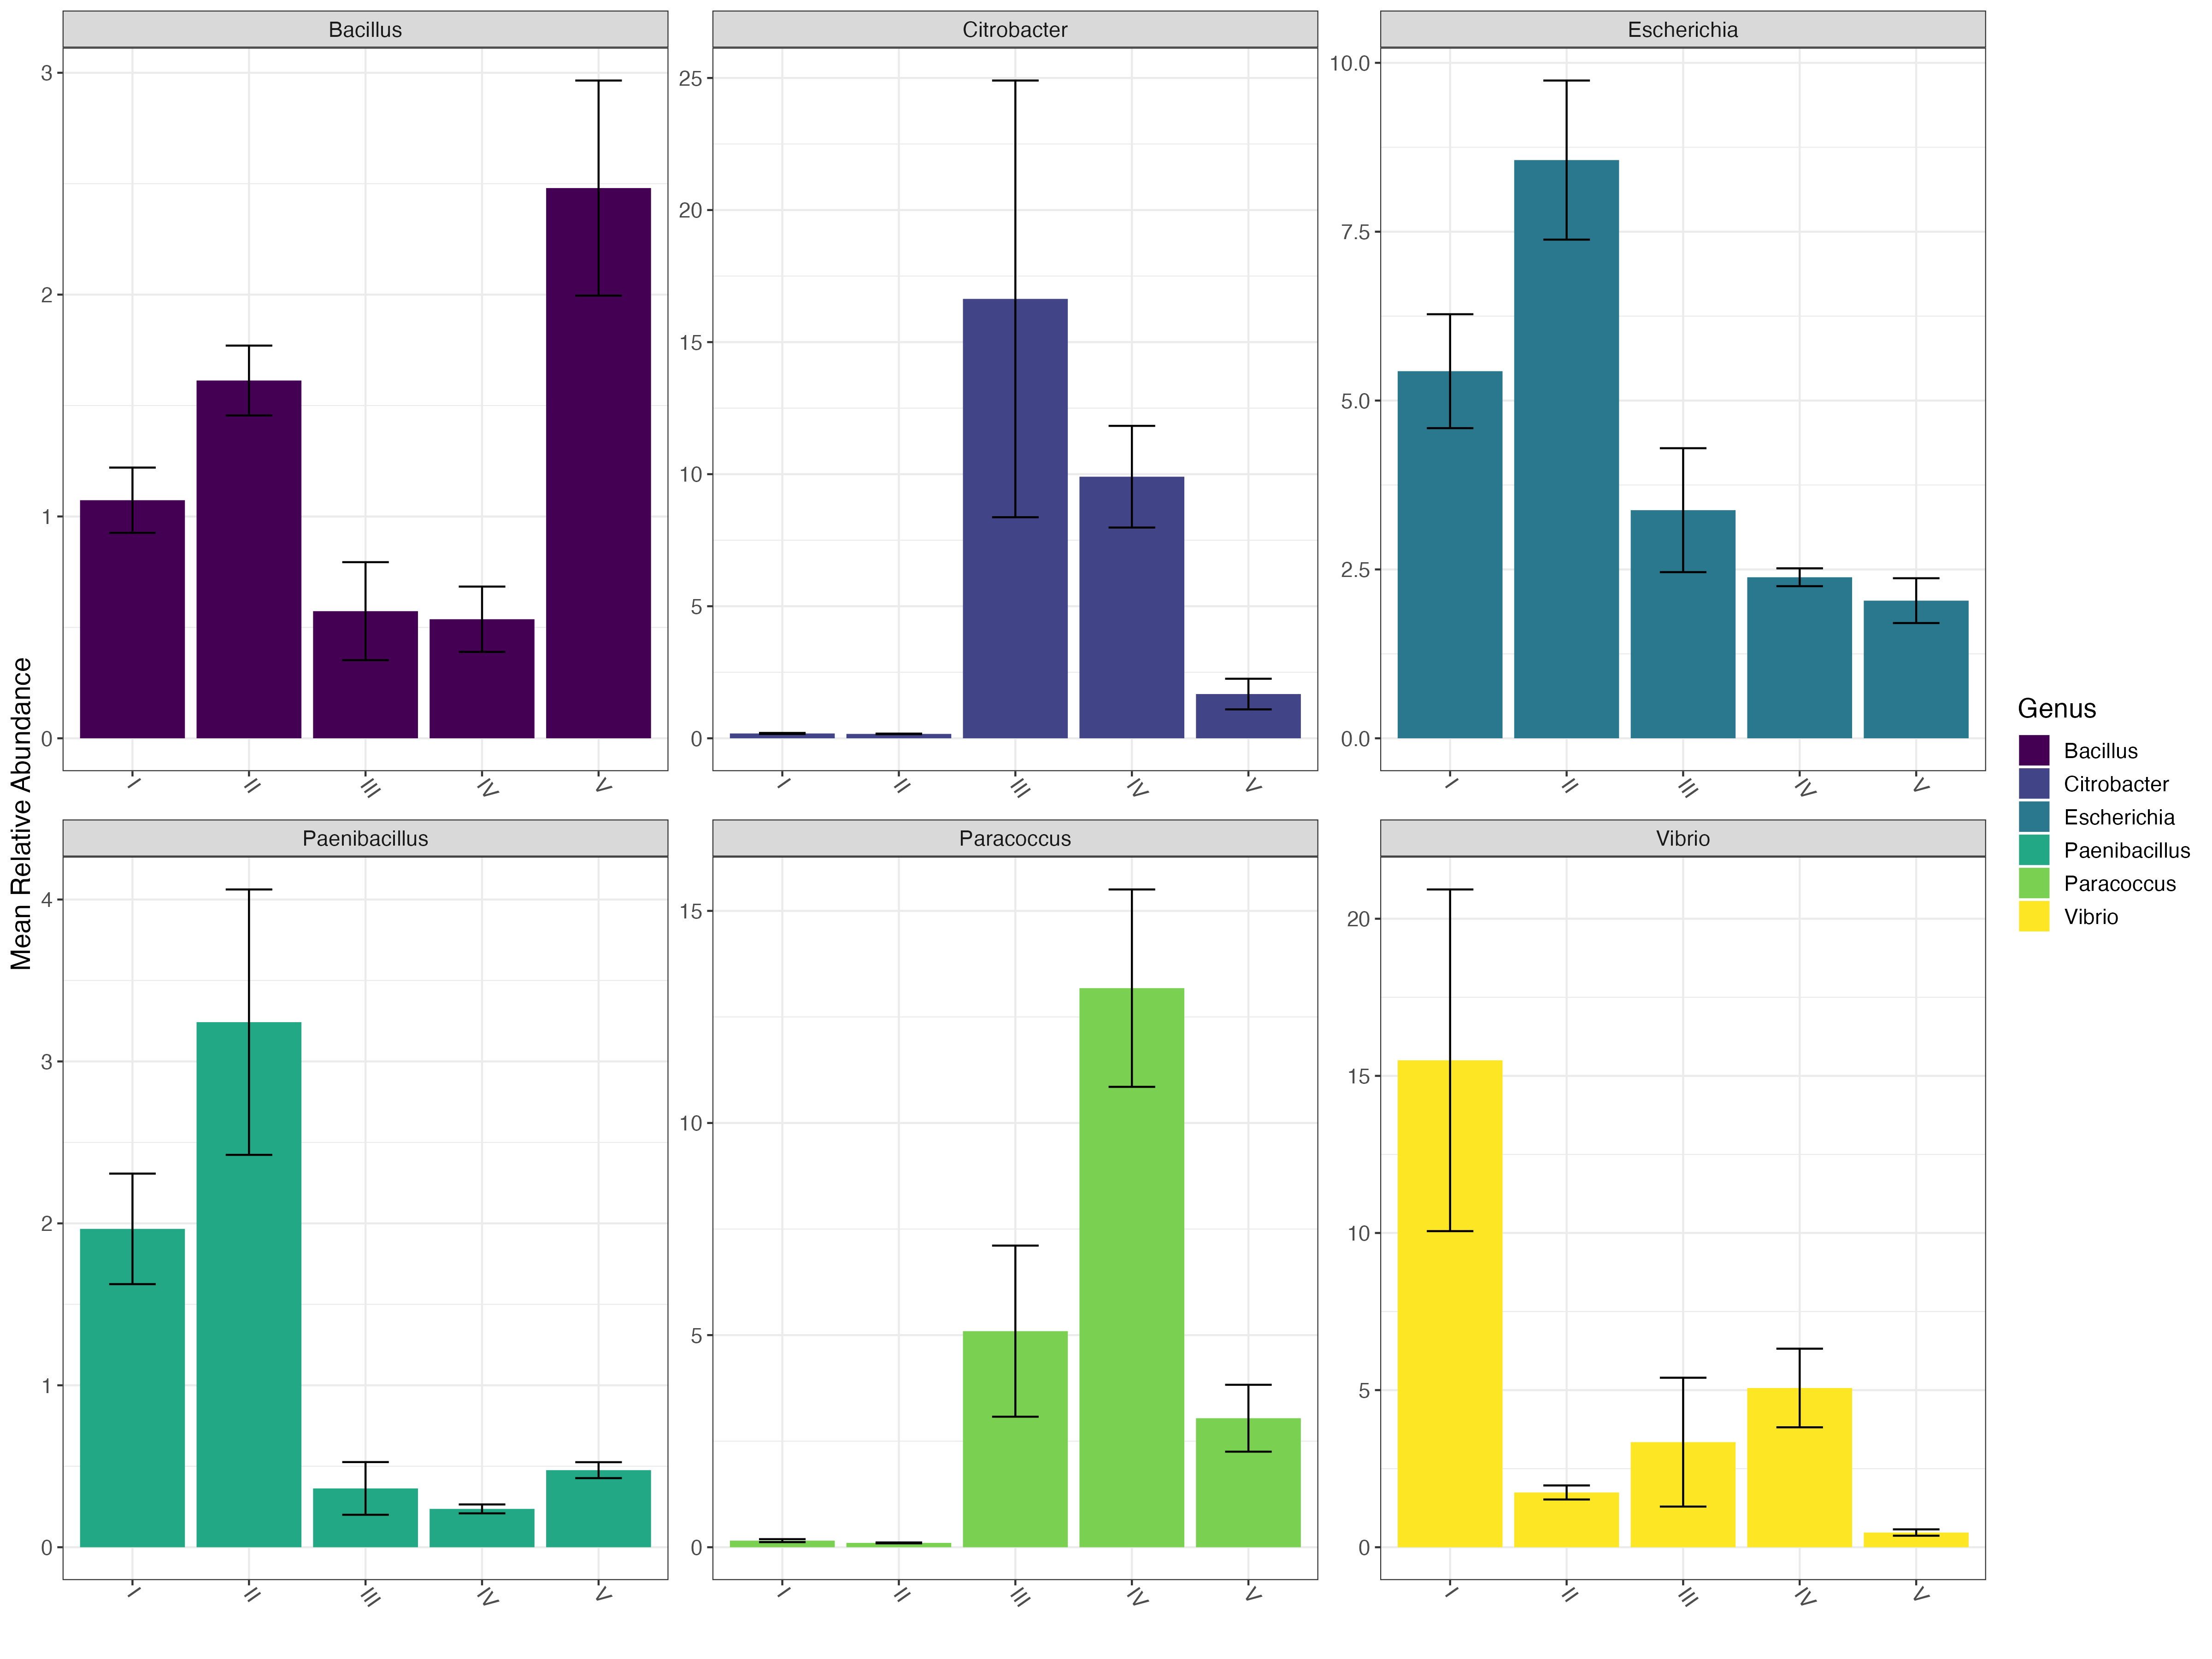 Bacillus
Citrobacter
Escherichia
3
2
1
0
25
20
15
10
5
0
10.0
7.5
5.0
2.5
0.0
I
II
III
IV
V
I
II
III
IV
V
I
II
III
IV
V
Mean Relative Abundance
Paenibacillus
Paracoccus
Vibrio
4
3
2
1
0
15
10
5
0
20
15
10
5
0
I
II
III
IV
V
I
II
III
IV
V
I
II
III
IV
V
Genus
Bacillus
Citrobacter
Escherichia
Paenibacillus
Paracoccus
Vibrio